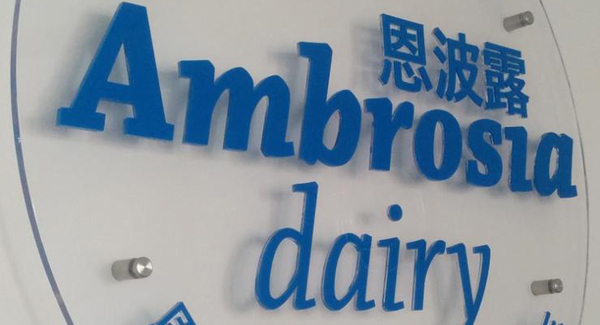 恩波露
Ambrosia
dairy